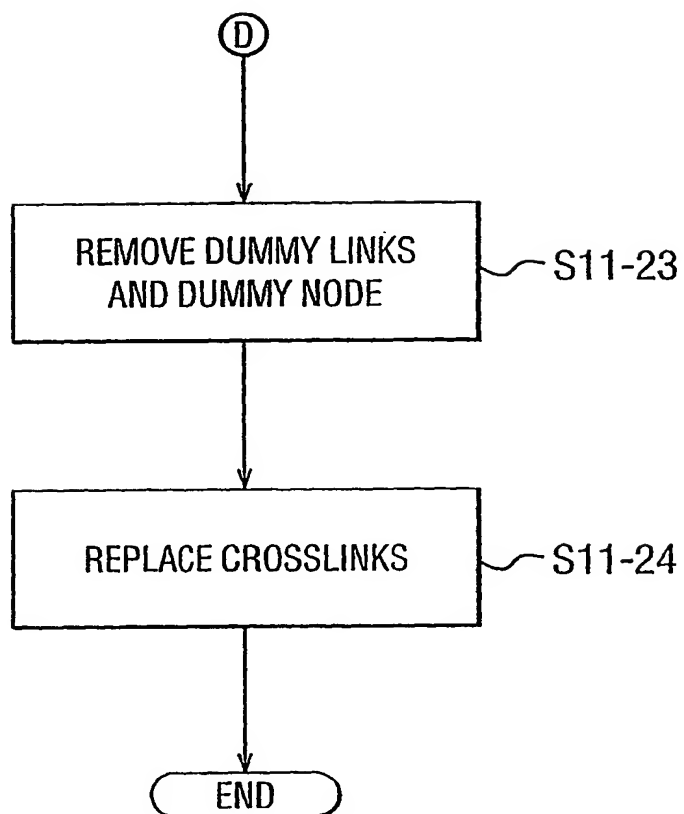 D
REMOVE DUMMY LINKS
AND DUMMY NODE
S11-23
REPLACE CROSSLINKS
S11-24
END